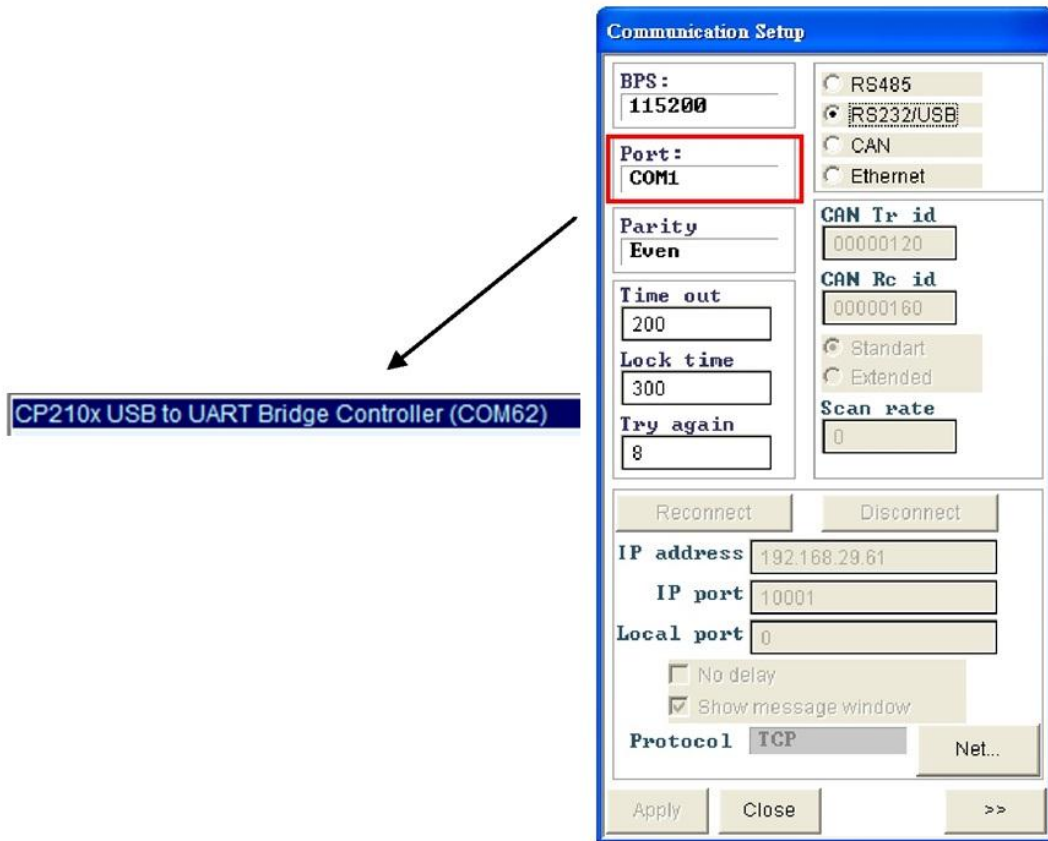 Communication Setup
BPS:
115200
Port:
COM1
Parity
Even
Time out
200
Lock time
300
Try again
8
RS485
RS232/USB
CAN
Ethernet
CAN Tr id
00000120
CAN Rc id
00000160
Standart
Extended
Scan rate
0
CP210x USB to UART Bridge Controller (COM62)
Reconnect Disconnect
IP address 192.168.29.61
IP port 10001
Local port 0
No delay
Show message window
Protocol TCP Net...
Apply Close >>